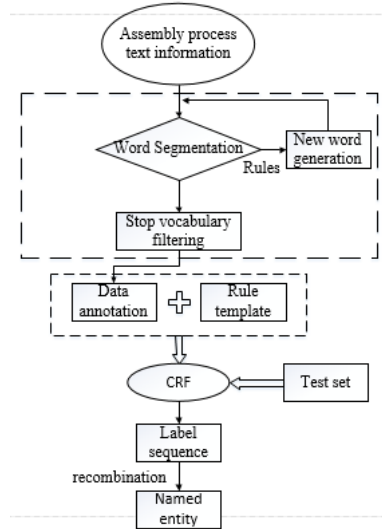 Assembly process
text information
Word Segmentation
Rules
New word
generation
Stop vocabulary
filtering
Data
annotation
Rule
template
CRF
Test set
Label
sequence
recombination
Named
entity